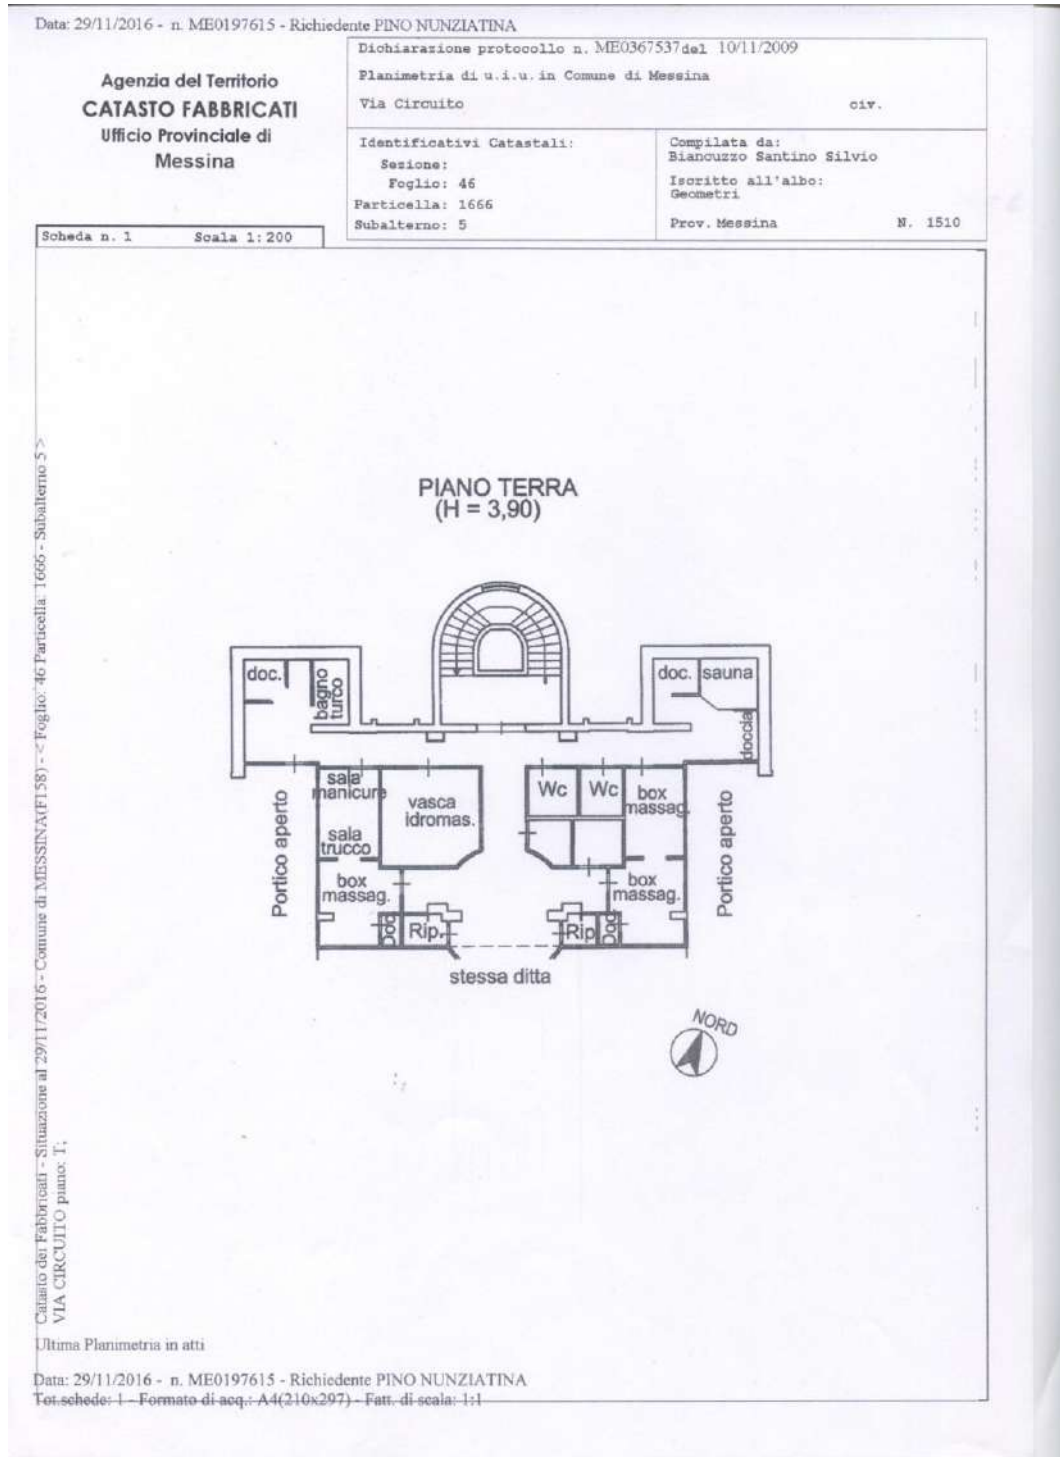 Data: 29/11/2016 - n. ME0197615 - Richiedente PINO NUNZIATINA
Agenzia del Territorio
CATASTO FABBRICATI
Ufficio Provinciale di
Messina
Dichiarazione protocollo n. ME0367537 del 10/11/2009
Planimetria di u.i.u. in Comune di Messina
Via Circuito civ.
Identificativi Catastali:
Sezione:
Foglio: 46
Particella: 1666
Subalterno: 5
Compilata da:
Biancuzzo Santino Silvio
Iscritto all'albo:
Geometri
Prov. Messina N. 1510
Scheda n. 1 Scala 1:200
PIANO TERRA
(H = 3,90)
doc.
bagno
turco
doc. sauna
doccia
sala
manicure
vasca
idromas.
Wc Wc
box
massag.
sala
trucco
Portico aperto
Portico aperto
box
massag.
box
massag.
Doc
Rip.
Rip
Doc
stessa ditta
NORD
Catasto dei Fabbricati - Situazione al 29/11/2016 - Comune di MESSINA(F158) - < Foglio: 46 Particella: 1666 - Subalterno 5 >
VIA CIRCUITO piano: T;
Ultima Planimetria in atti
Data: 29/11/2016 - n. ME0197615 - Richiedente PINO NUNZIATINA
Tot.schede: 1 - Formato di acq.: A4(210x297) - Fatt. di scala: 1:1